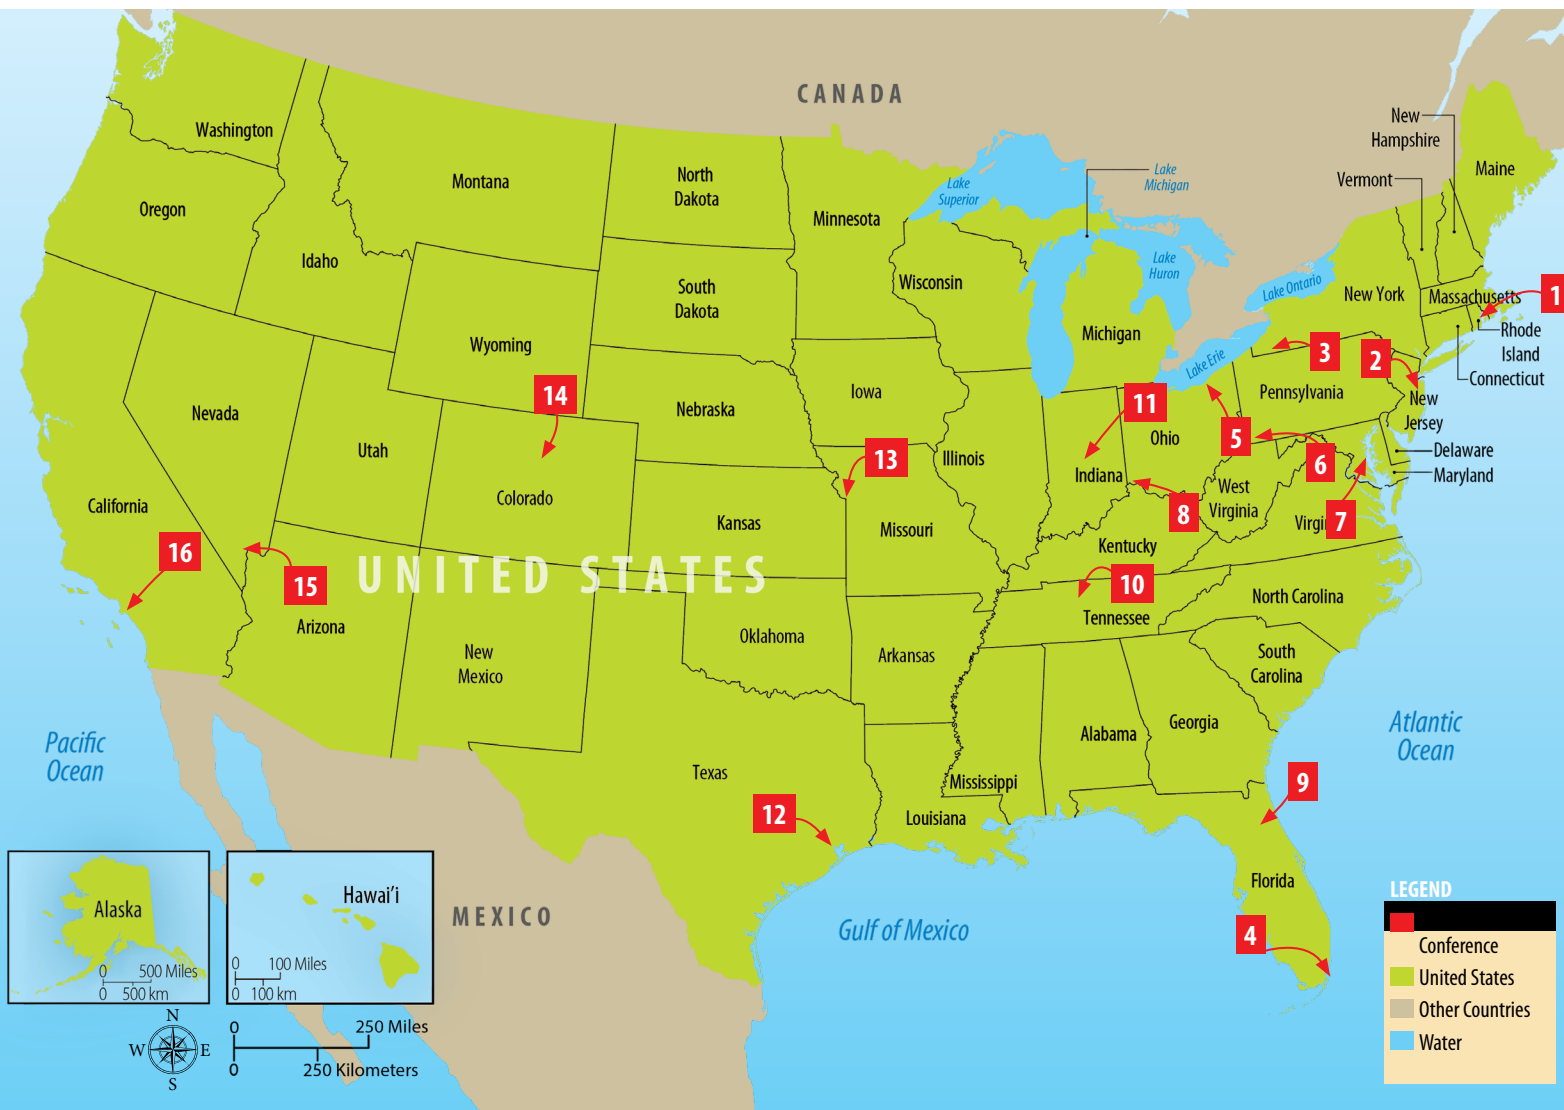 CANADA
New
Hampshire
Maine
Vermont
Washington
Montana
North
Dakota
Minnesota
Lake
Superior
Lake
Michigan
Oregon
Idaho
South
Dakota
Wisconsin
Lake
Huron
Lake Ontario
New York
Massachusetts
1
Wyoming
Michigan
Rhode
Island
Connecticut
3
2
Lake Erie
Pennsylvania
14
Iowa
Nebraska
11
New
Jersey
Nevada
Utah
13
Illinois
Ohio
5
6
Delaware
Maryland
Indiana
California
Colorado
Kansas
Missouri
8
West
Virginia
Virgi
7
16
15
UNITED STATES
Kentucky
10
Arizona
Oklahoma
Tennessee
North Carolina
New
Mexico
Arkansas
South
Carolina
Pacific
Ocean
Alabama
Georgia
Atlantic
Ocean
Texas
Mississippi
9
12
Louisiana
Florida
4
Alaska
0 500 Miles
0 500 km
Hawai'i
0 100 Miles
0 100 km
MEXICO
Gulf of Mexico
N
W E
S
0 250 Miles
0 250 Kilometers
LEGEND
Conference
United States
Other Countries
Water